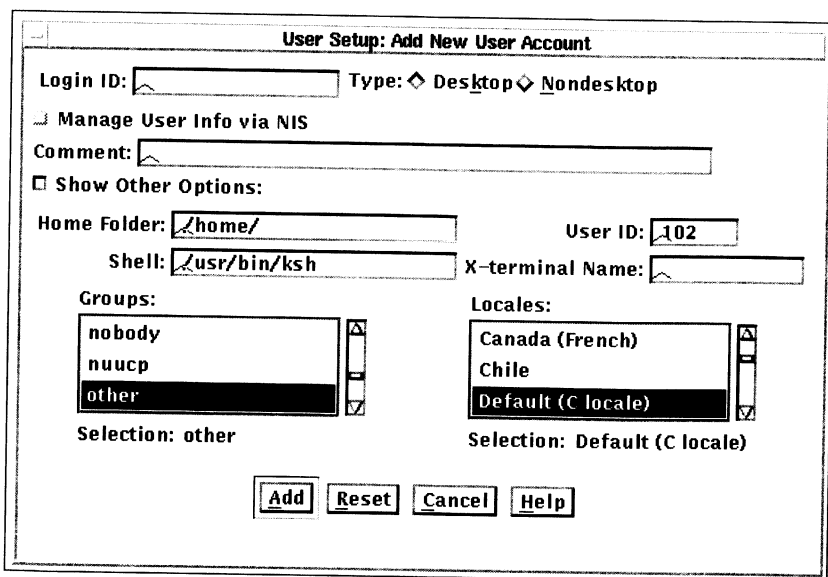 User Setup: Add New User Account
Login ID: Type: Desktop Nondesktop
Manage User Info via NIS
Comment:
Show Other Options:
Home Folder: /home/ User ID: 102
Shell: /usr/bin/ksh X-terminal Name:
Groups: Locales:
nobody Canada (French)
nuucp Chile
other Default (C locale)
Selection: other Selection: Default (C locale)
Add Reset Cancel Help